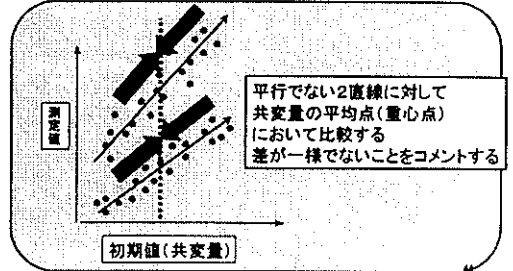 測定値
平行でない2直線に対して
共変量の平均点(重心点)
において比較する
差が一様でないことをコメントする
初期値(共変量)